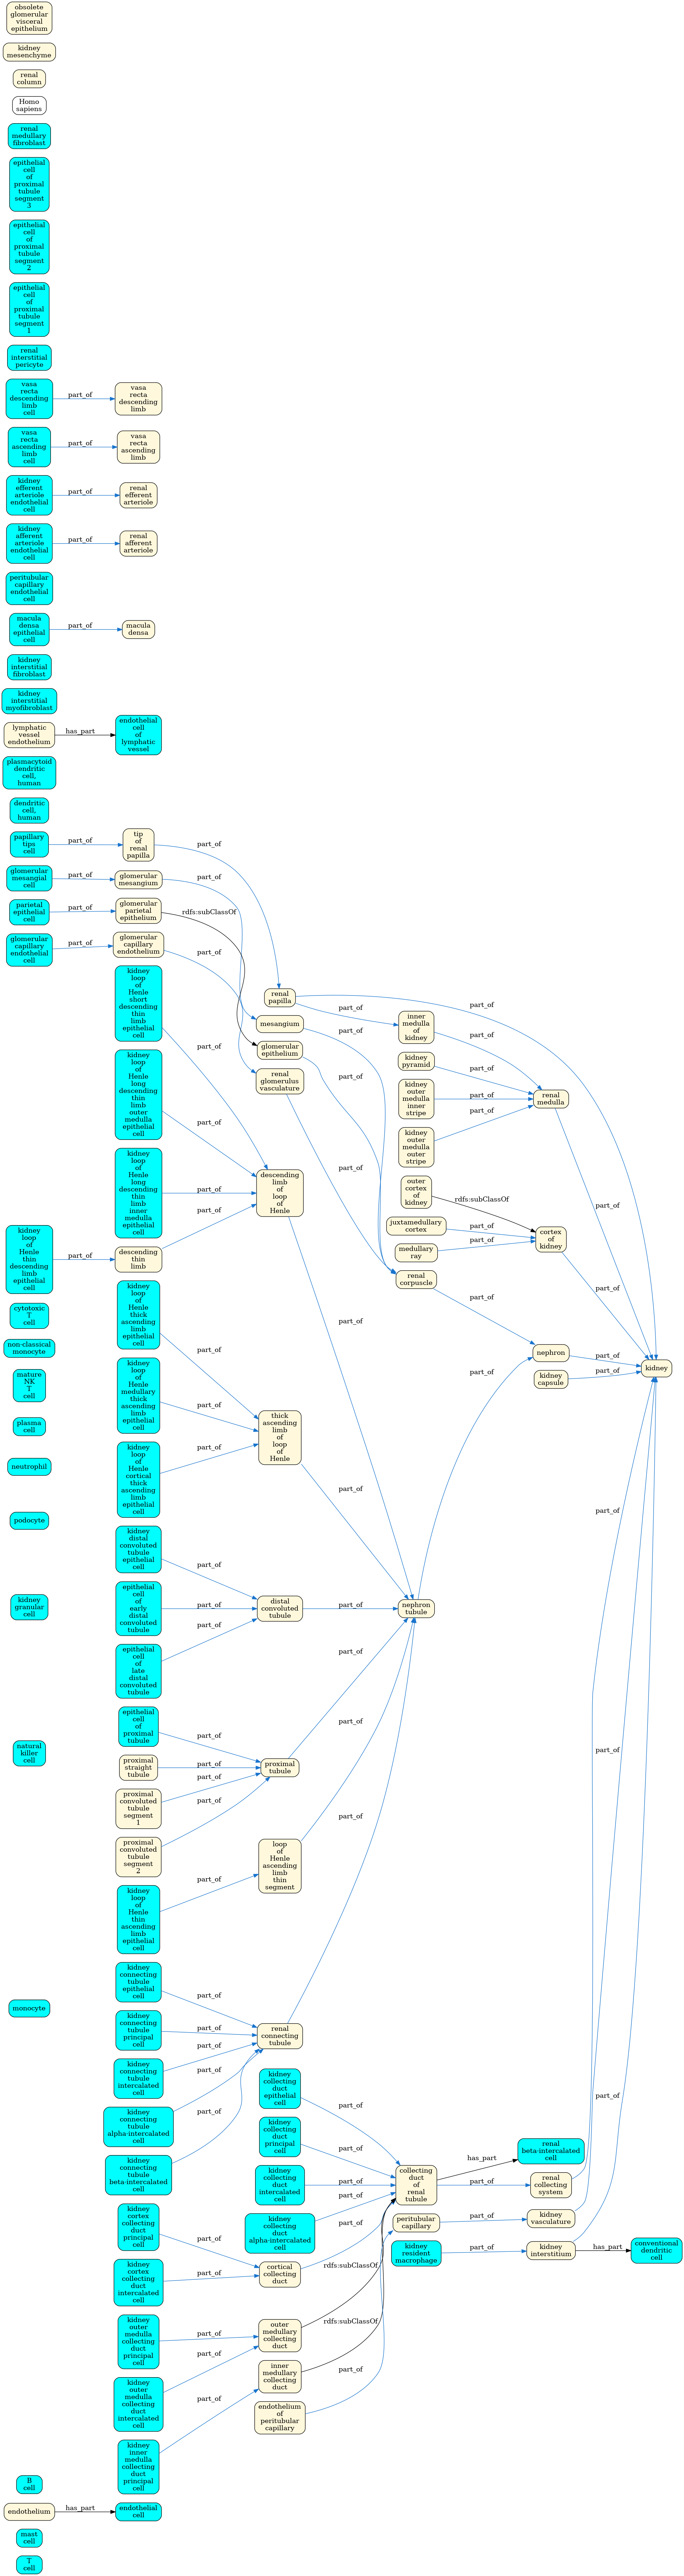 obsolete
glomerular
visceral
epithelium
kidney
mesenchyme
renal
column
Homo
sapiens
renal
medullary
fibroblast
epithelial
cell
of
proximal
tubule
segment
3
epithelial
cell
of
proximal
tubule
segment
2
epithelial
cell
of
proximal
tubule
segment
1
renal
interstitial
pericyte
vasa
recta
descending
limb
cell
part_of
vasa
recta
descending
limb
vasa
recta
ascending
limb
cell
part_of
vasa
recta
ascending
limb
kidney
efferent
arteriole
endothelial
cell
part_of
renal
efferent
arteriole
kidney
afferent
arteriole
endothelial
cell
part_of
renal
afferent
arteriole
peritubular
capillary
endothelial
cell
macula
densa
epithelial
cell
part_of
macula
densa
kidney
interstitial
fibroblast
kidney
interstitial
myofibroblast
lymphatic
vessel
endothelium
has_part
endothelial
cell
of
lymphatic
vessel
plasmacytoid
dendritic
cell,
human
dendritic
cell,
human
papillary
tips
cell
part_of
tip
of
renal
papilla
part_of
glomerular
mesangial
cell
part_of
glomerular
mesangium
part_of
parietal
epithelial
cell
part_of
glomerular
parietal
epithelium
rdfs:subClassOf
glomerular
capillary
endothelial
cell
part_of
glomerular
capillary
endothelium
part_of
kidney
loop
of
Henle
short
descending
thin
limb
epithelial
cell
part_of
kidney
loop
of
Henle
long
descending
thin
limb
outer
medulla
epithelial
cell
part_of
kidney
loop
of
Henle
long
descending
thin
limb
inner
medulla
epithelial
cell
part_of
renal
papilla
part_of
part_of
mesangium
part_of
glomerular
epithelium
part_of
renal
glomerulus
vasculature
part_of
inner
medulla
of
kidney
part_of
kidney
pyramid
part_of
kidney
outer
medulla
inner
stripe
part_of
kidney
outer
medulla
outer
stripe
part_of
renal
medulla
part_of
descending
limb
of
loop
of
Henle
part_of
outer
cortex
of
kidney
rdfs:subClassOf
juxtamedullary
cortex
part_of
medullary
ray
part_of
cortex
of
kidney
part_of
renal
corpuscle
part_of
kidney
loop
of
Henle
thin
descending
limb
epithelial
cell
part_of
descending
thin
limb
part_of
cytotoxic
T
cell
non-classical
monocyte
mature
NK
T
cell
plasma
cell
neutrophil
podocyte
kidney
granular
cell
natural
killer
cell
monocyte
kidney
loop
of
Henle
thick
ascending
limb
epithelial
cell
part_of
kidney
loop
of
Henle
medullary
thick
ascending
limb
epithelial
cell
part_of
kidney
loop
of
Henle
cortical
thick
ascending
limb
epithelial
cell
part_of
thick
ascending
limb
of
loop
of
Henle
part_of
nephron
part_of
kidney
capsule
part_of
kidney
part_of
kidney
distal
convoluted
tubule
epithelial
cell
part_of
epithelial
cell
of
early
distal
convoluted
tubule
part_of
epithelial
cell
of
late
distal
convoluted
tubule
part_of
distal
convoluted
tubule
part_of
nephron
tubule
part_of
epithelial
cell
of
proximal
tubule
part_of
proximal
straight
tubule
part_of
proximal
convoluted
tubule
segment
1
part_of
proximal
convoluted
tubule
segment
2
part_of
proximal
tubule
part_of
kidney
loop
of
Henle
thin
ascending
limb
epithelial
cell
part_of
loop
of
Henle
ascending
limb
thin
segment
part_of
kidney
connecting
tubule
epithelial
cell
part_of
kidney
connecting
tubule
principal
cell
part_of
kidney
connecting
tubule
intercalated
cell
part_of
kidney
connecting
tubule
alpha-intercalated
cell
part_of
kidney
connecting
tubule
beta-intercalated
cell
part_of
renal
connecting
tubule
part_of
kidney
collecting
duct
epithelial
cell
part_of
kidney
collecting
duct
principal
cell
part_of
kidney
collecting
duct
intercalated
cell
part_of
kidney
collecting
duct
alpha-intercalated
cell
part_of
collecting
duct
of
renal
tubule
has_part
renal
beta-intercalated
cell
part_of
renal
collecting
system
part_of
peritubular
capillary
part_of
kidney
vasculature
part_of
kidney
resident
macrophage
part_of
kidney
interstitium
part_of
has_part
conventional
dendritic
cell
kidney
cortex
collecting
duct
principal
cell
part_of
kidney
cortex
collecting
duct
intercalated
cell
part_of
cortical
collecting
duct
part_of
kidney
outer
medulla
collecting
duct
principal
cell
part_of
kidney
outer
medulla
collecting
duct
intercalated
cell
part_of
outer
medullary
collecting
duct
rdfs:subClassOf
kidney
inner
medulla
collecting
duct
principal
cell
part_of
inner
medullary
collecting
duct
rdfs:subClassOf
endothelium
of
peritubular
capillary
part_of
B
cell
endothelium
has_part
endothelial
cell
mast
cell
T
cell